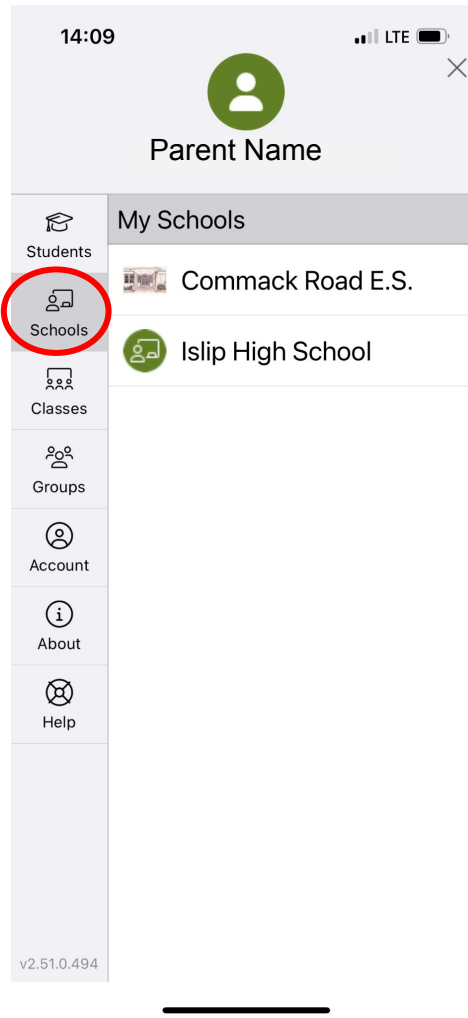 14:09 LTE
Parent Name
My Schools
Students
Commack Road E.S.
Schools
Islip High School
Classes
Groups
Account
About
Help
v2.51.0.494